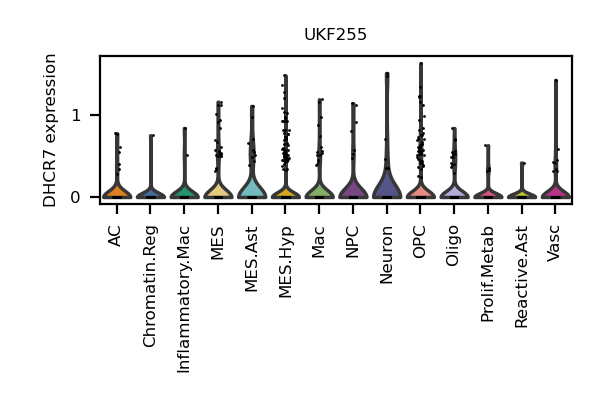 UKF255
DHCR7 expression
1
0
AC
Chromatin.Reg
Inflammatory.Mac
MES
MES.Ast
MES.Hyp
Mac
NPC
Neuron
OPC
Oligo
Prolif.Metab
Reactive.Ast
Vasc